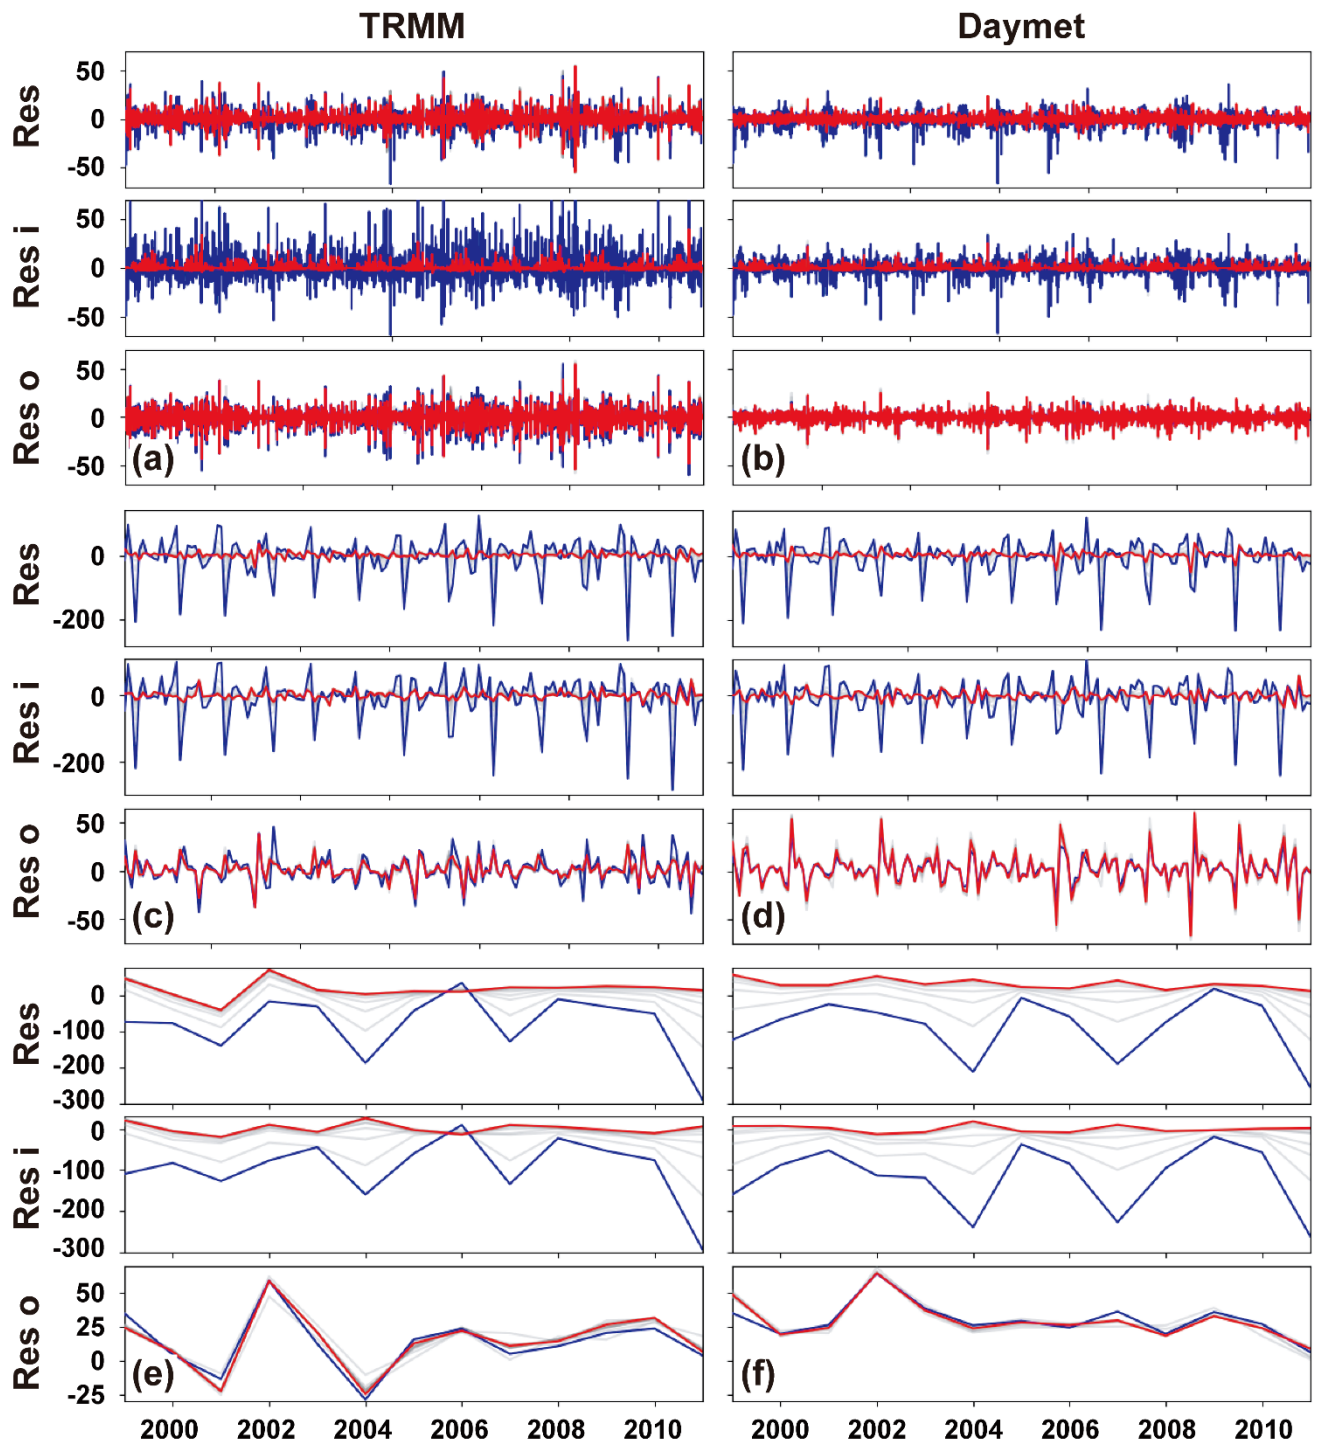 TRMM Daymet
Res 50 0 -50
Res i 50 0 -50
Res o 50 0 -50 (a) (b)
Res 0 -200
Res i 0 -200
Res o 50 0 -50 (c) (d)
Res 0 -100 -200 -300
Res i 0 -100 -200 -300
Res o 50 25 0 -25 (e) (f)
2000 2002 2004 2006 2008 2010 2000 2002 2004 2006 2008 2010